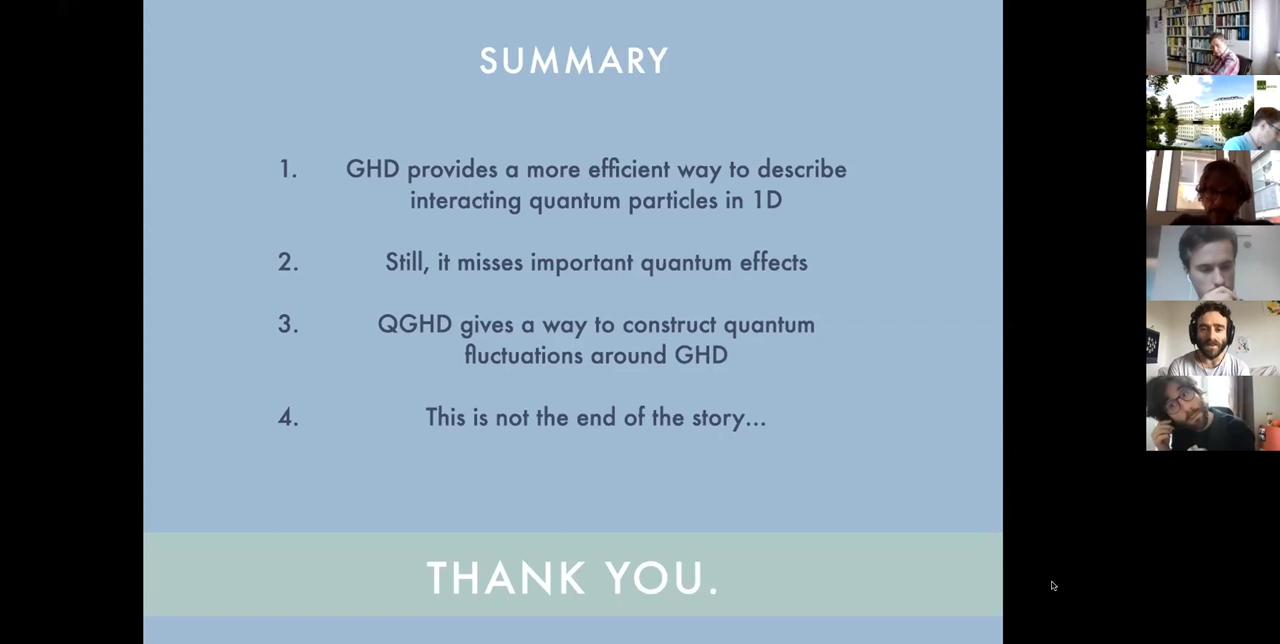 SUMMARY
1. GHD provides a more efficient way to describe
interacting quantum particles in 1D
2. Still, it misses important quantum effects
3. QGHD gives a way to construct quantum
fluctuations around GHD
4. This is not the end of the story...
THANK YOU.